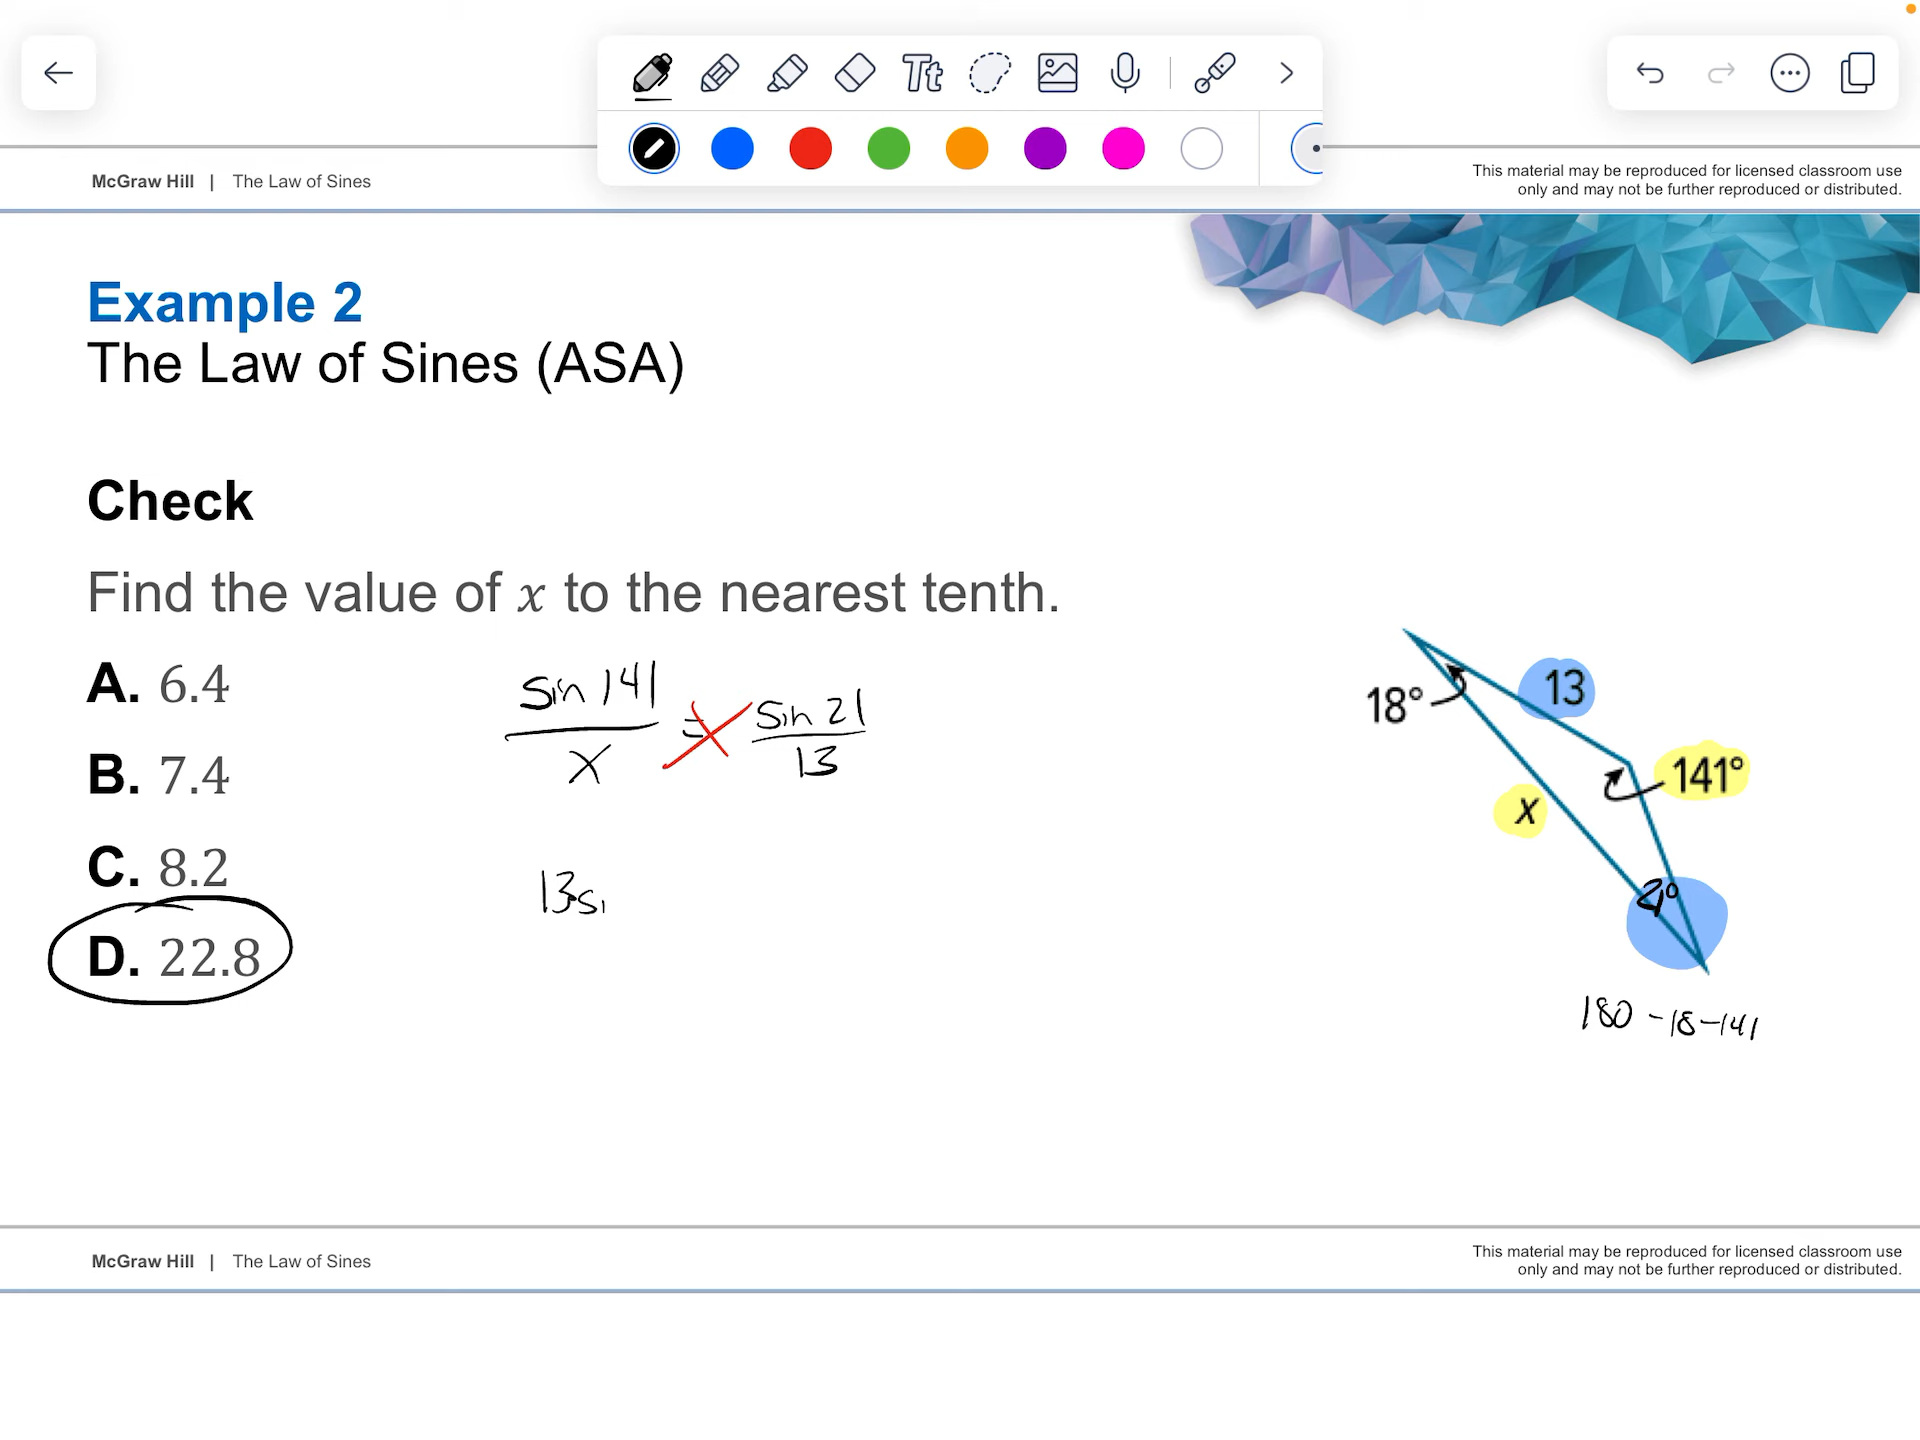 Tt
McGraw Hill | The Law of Sines
This material may be reproduced for licensed classroom use
only and may not be further reproduced or distributed.
Example 2
The Law of Sines (ASA)
Check
Find the value of x to the nearest tenth.
A. 6.4
B. 7.4
C. 8.2
D. 22.8
sin 141
x
=
sin 21
13
13·si
18°
13
141°
x
180 - 18 - 141
McGraw Hill | The Law of Sines
This material may be reproduced for licensed classroom use
only and may not be further reproduced or distributed.